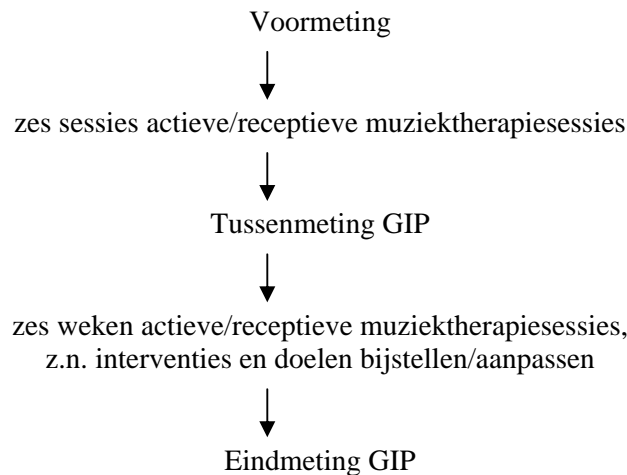 Voormeting
zes sessies actieve/receptieve muziektherapiesessies
Tussenmeting GIP
zes weken actieve/receptieve muziektherapiesessies,
z.n. interventies en doelen bijstellen/aanpassen
Eindmeting GIP